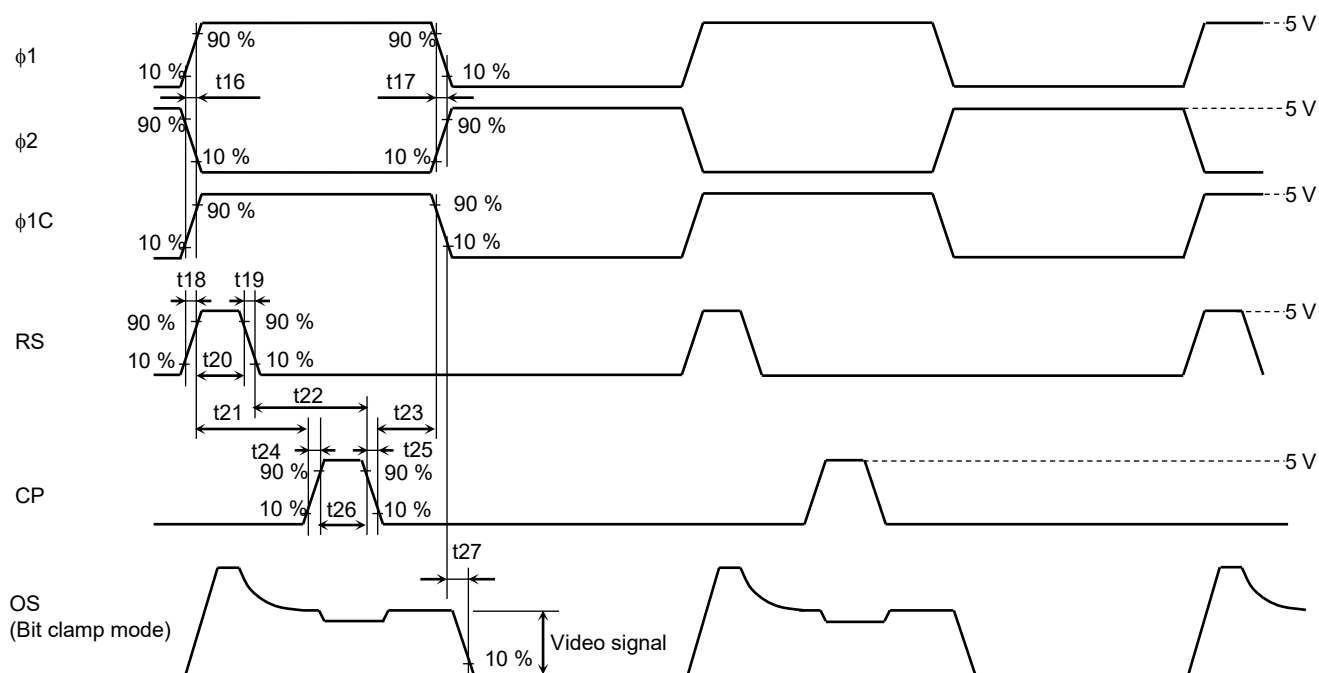 φ1
90 %
90 %
5 V
10 %
t16
t17
10 %
φ2
90 %
90 %
5 V
10 %
10 %
φ1C
90 %
90 %
5 V
10 %
10 %
t18
t19
RS
90 %
90 %
5 V
10 %
t20
10 %
t21
t22
t23
t24
t25
CP
90 %
90 %
5 V
10 %
t26
10 %
t27
OS
(Bit clamp mode)
Video signal
10 %